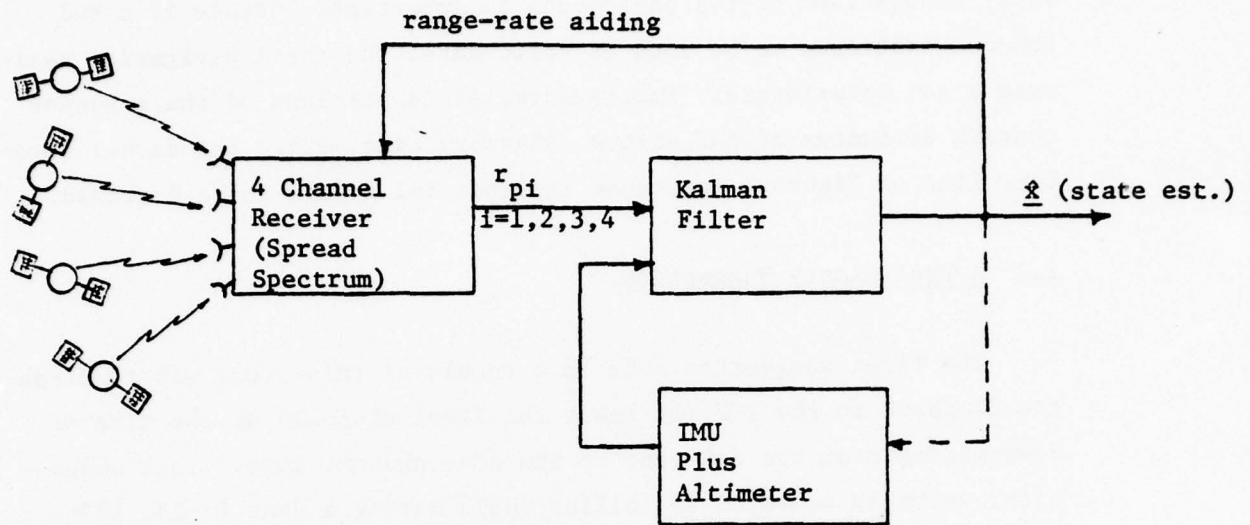 range-rate aiding
4 Channel
Receiver
(Spread
Spectrum)
r
pi
i=1,2,3,4
Kalman
Filter
x̂ (state est.)
IMU
Plus
Altimeter